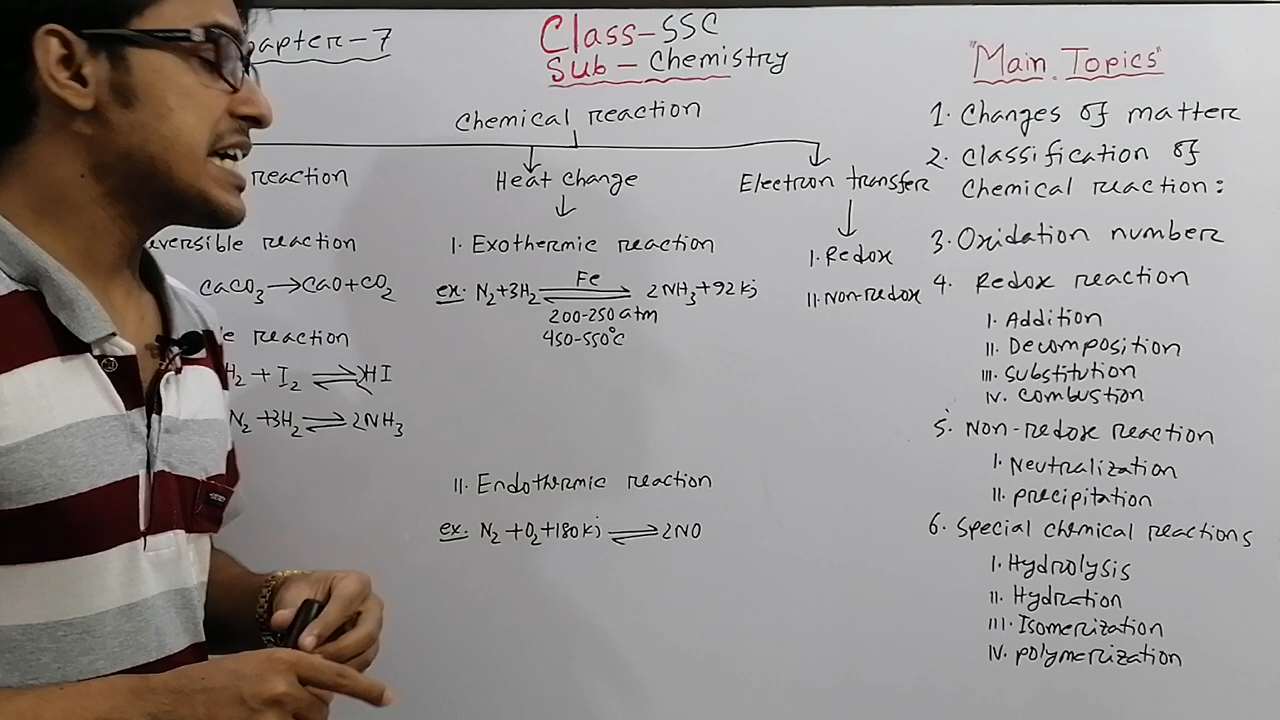 apter-7
Class-SSC
Sub-Chemistry
Chemical reaction
reaction
eversible reaction
CaCO₃→CaO+CO₂
e reaction
H₂ + I₂ ⇌ HI
N₂ +3H₂ ⇌ 2NH₃
Heat change
I. Exothermic reaction
ex: N₂+3H₂ ⇌ 2NH₃+92kj
Fe
200-250 atm
450-550°C
II. Endothermic reaction
ex: N₂ +O₂+180kj ⇌ 2NO
Electron transfer
I. Redox
II. Non-redox
"Main Topics"
1. Changes of matter
2. Classification of
Chemical reaction:
3. Oxidation number
4. Redox reaction
I. Addition
II. Decomposition
III. Substitution
IV. Combustion
5. Non-redox reaction
I. Neutralization
II. precipitation
6. Special chemical reactions
I. Hydrolysis
II. Hydration
III. Isomerization
IV. polymerization